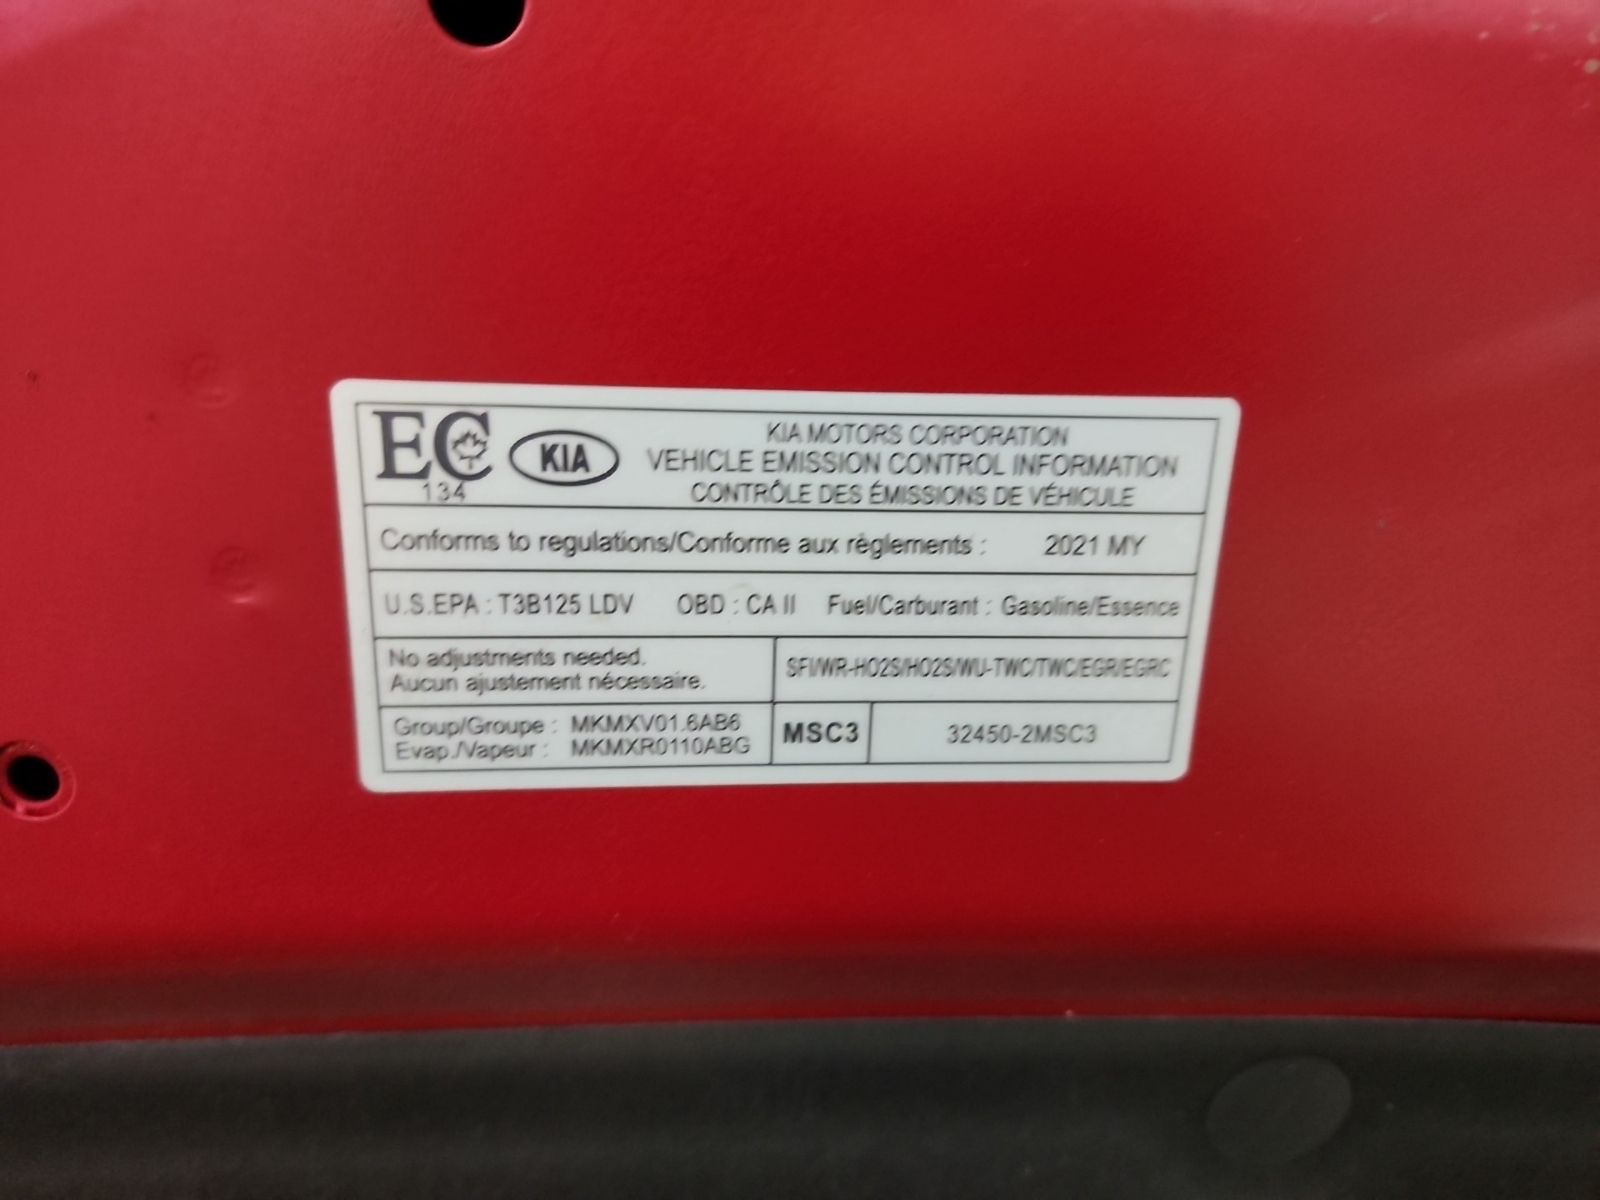 EC
134
KIA
KIA MOTORS CORPORATION
VEHICLE EMISSION CONTROL INFORMATION
CONTRÔLE DES ÉMISSIONS DE VÉHICULE
Conforms to regulations/Conforme aux règlements : 2021 MY
U.S.EPA : T3B125 LDV OBD : CA II Fuel/Carburant : Gasoline/Essence
No adjustments needed.
Aucun ajustement nécessaire.
SFI/WR-HO2S/HO2S/WU-TWC/TWC/EGR/EGRC
Group/Groupe : MKMXV01.6AB6
Evap./Vapeur : MKMXR0110ABG
MSC3
32450-2MSC3